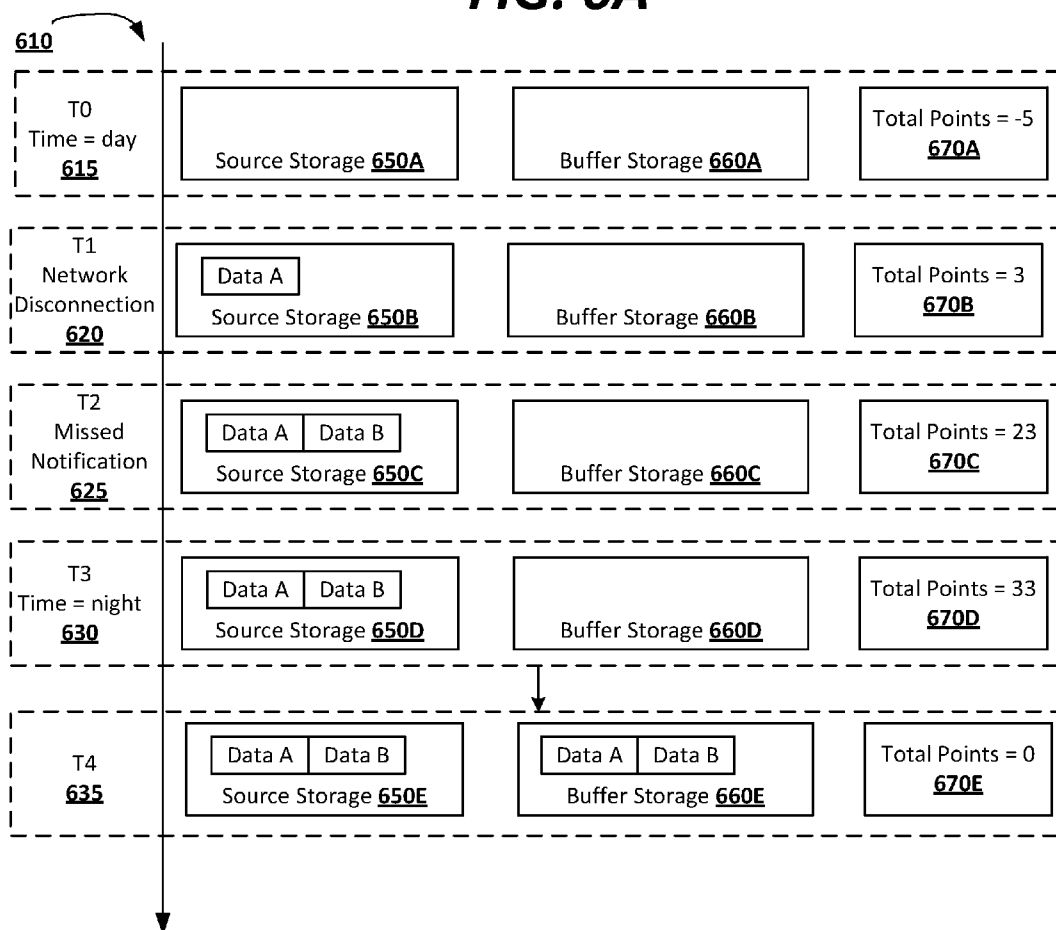 610
T0
Time = day
615
Source Storage 650A
Buffer Storage 660A
Total Points = -5
670A
T1
Network
Disconnection
620
Data A
Source Storage 650B
Buffer Storage 660B
Total Points = 3
670B
T2
Missed
Notification
625
Data A Data B
Source Storage 650C
Buffer Storage 660C
Total Points = 23
670C
T3
Time = night
630
Data A Data B
Source Storage 650D
Buffer Storage 660D
Total Points = 33
670D
T4
635
Data A Data B
Source Storage 650E
Data A Data B
Buffer Storage 660E
Total Points = 0
670E